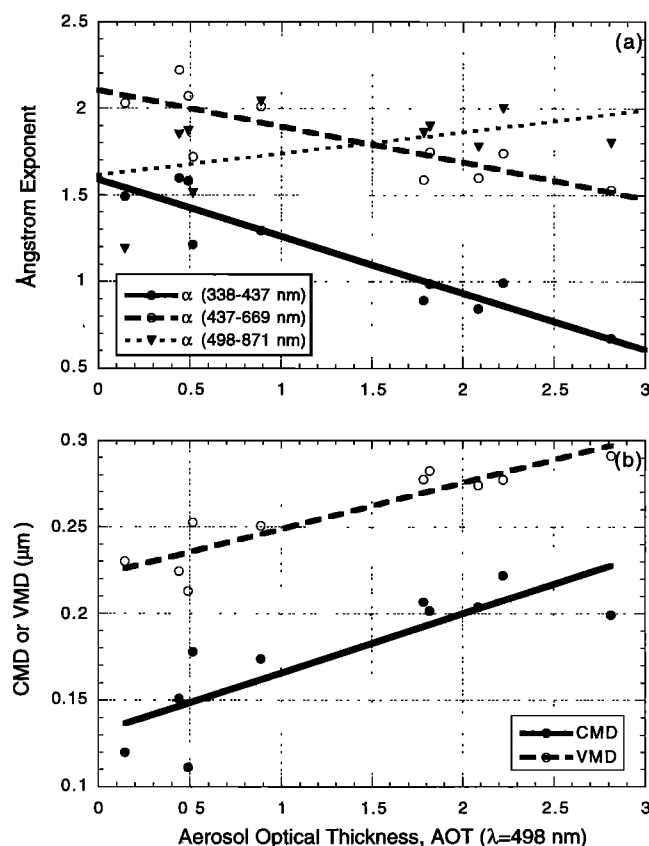 (a)
2.5
2
1.5
1
0.5
Ångstrom Exponent
α (338-437 nm)
α (437-669 nm)
α (498-871 nm)
0 0.5 1 1.5 2 2.5 3
(b)
0.3
0.25
0.2
0.15
0.1
CMD or VMD (µm)
CMD
VMD
0 0 5 1 1.5 2 2.5 3
Aerosol Optical Thickness, AOT (λ=498 nm)